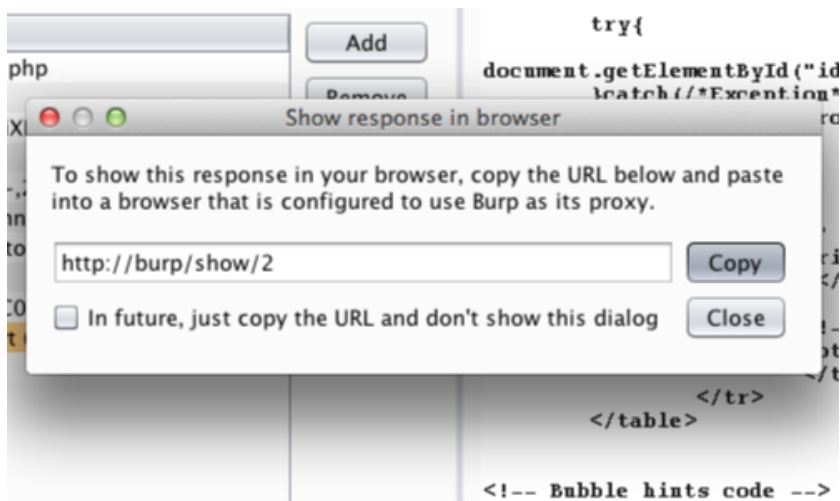 try{
Add
php
document.getElementById("id
Remove
Show response in browser
To show this response in your browser, copy the URL below and paste
into a browser that is configured to use Burp as its proxy.
http://burp/show/2
Copy
In future, just copy the URL and don't show this dialog
Close
</tr>
</table>
<!-- Bubble hints code -->